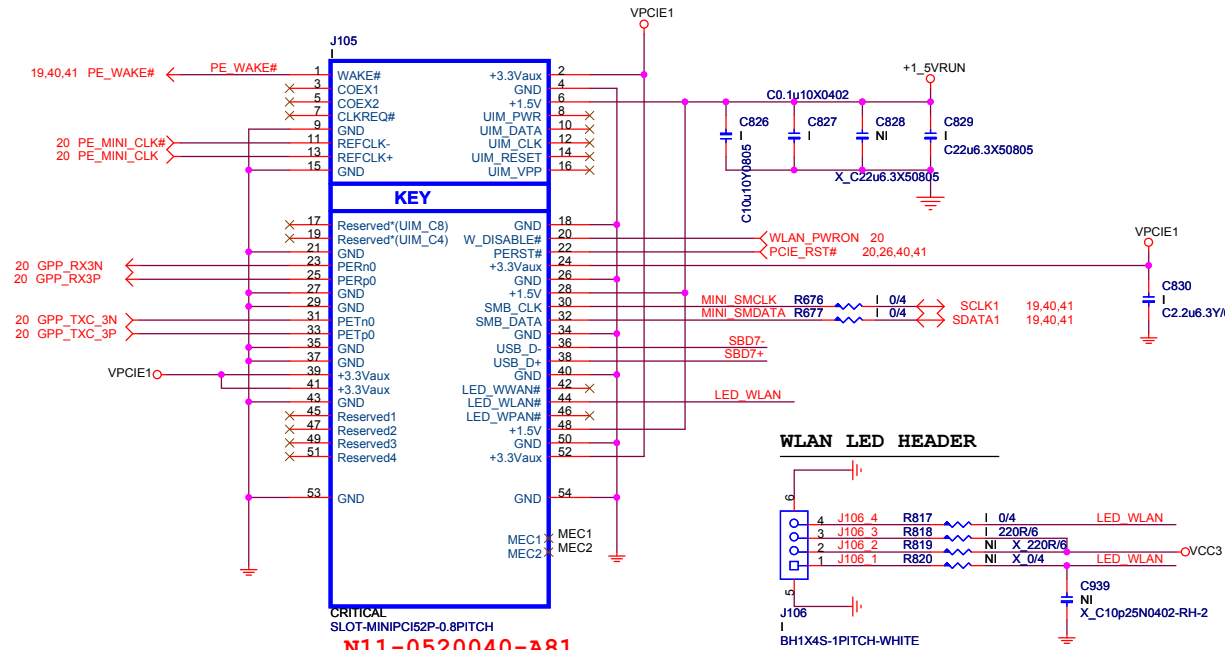 VPCIE1
J105
I
19,40,41 PE_WAKE# PE_WAKE# 1 WAKE# +3.3Vaux 2
3 COEX1 GND 4
5 COEX2 +1.5V 6
7 CLKREQ# UIM_PWR 8
9 GND UIM_DATA 10
20 PE_MINI_CLK# 11 REFCLK- UIM_CLK 12
20 PE_MINI_CLK 13 REFCLK+ UIM_RESET 14
15 GND UIM_VPP 16
+1_5VRUN
C0.1u10X0402
C826 I C10u10Y0805
C827 I
C828 NI X_C22u6.3X50805
C829 I C22u6.3X50805
KEY
17 Reserved*(UIM_C8) GND 18
19 Reserved*(UIM_C4) W_DISABLE# 20 WLAN_PWRON 20
21 GND PERST# 22 PCIE_RST# 20,26,40,41
20 GPP_RX3N 23 PERn0 +3.3Vaux 24
20 GPP_RX3P 25 PERp0 GND 26
27 GND +1.5V 28
29 GND SMB_CLK 30 MINI_SMCLK R676 I 0/4 SCLK1 19,40,41
20 GPP_TXC_3N 31 PETn0 SMB_DATA 32 MINI_SMDATA R677 I 0/4 SDATA1 19,40,41
20 GPP_TXC_3P 33 PETp0 GND 34
35 GND USB_D- 36 SBD7-
37 GND USB_D+ 38 SBD7+
VPCIE1 39 +3.3Vaux GND 40
41 +3.3Vaux LED_WWAN# 42
43 GND LED_WLAN# 44 LED_WLAN
45 Reserved1 LED_WPAN# 46
47 Reserved2 +1.5V 48
49 Reserved3 GND 50
51 Reserved4 +3.3Vaux 52
53 GND GND 54
MEC1 MEC1
MEC2 MEC2
VPCIE1
C830
I
C2.2u6.3Y/
CRITICAL
SLOT-MINIPCI52P-0.8PITCH
N11-0520040-A81
WLAN LED HEADER
6
4 J106_4 R817 I 0/4 LED_WLAN
3 J106_3 R818 I 220R/6
2 J106_2 R819 NI X_220R/6 VCC3
1 J106_1 R820 NI X_0/4 LED_WLAN
5
J106
I
BH1X4S-1PITCH-WHITE
C939
NI
X_C10p25N0402-RH-2